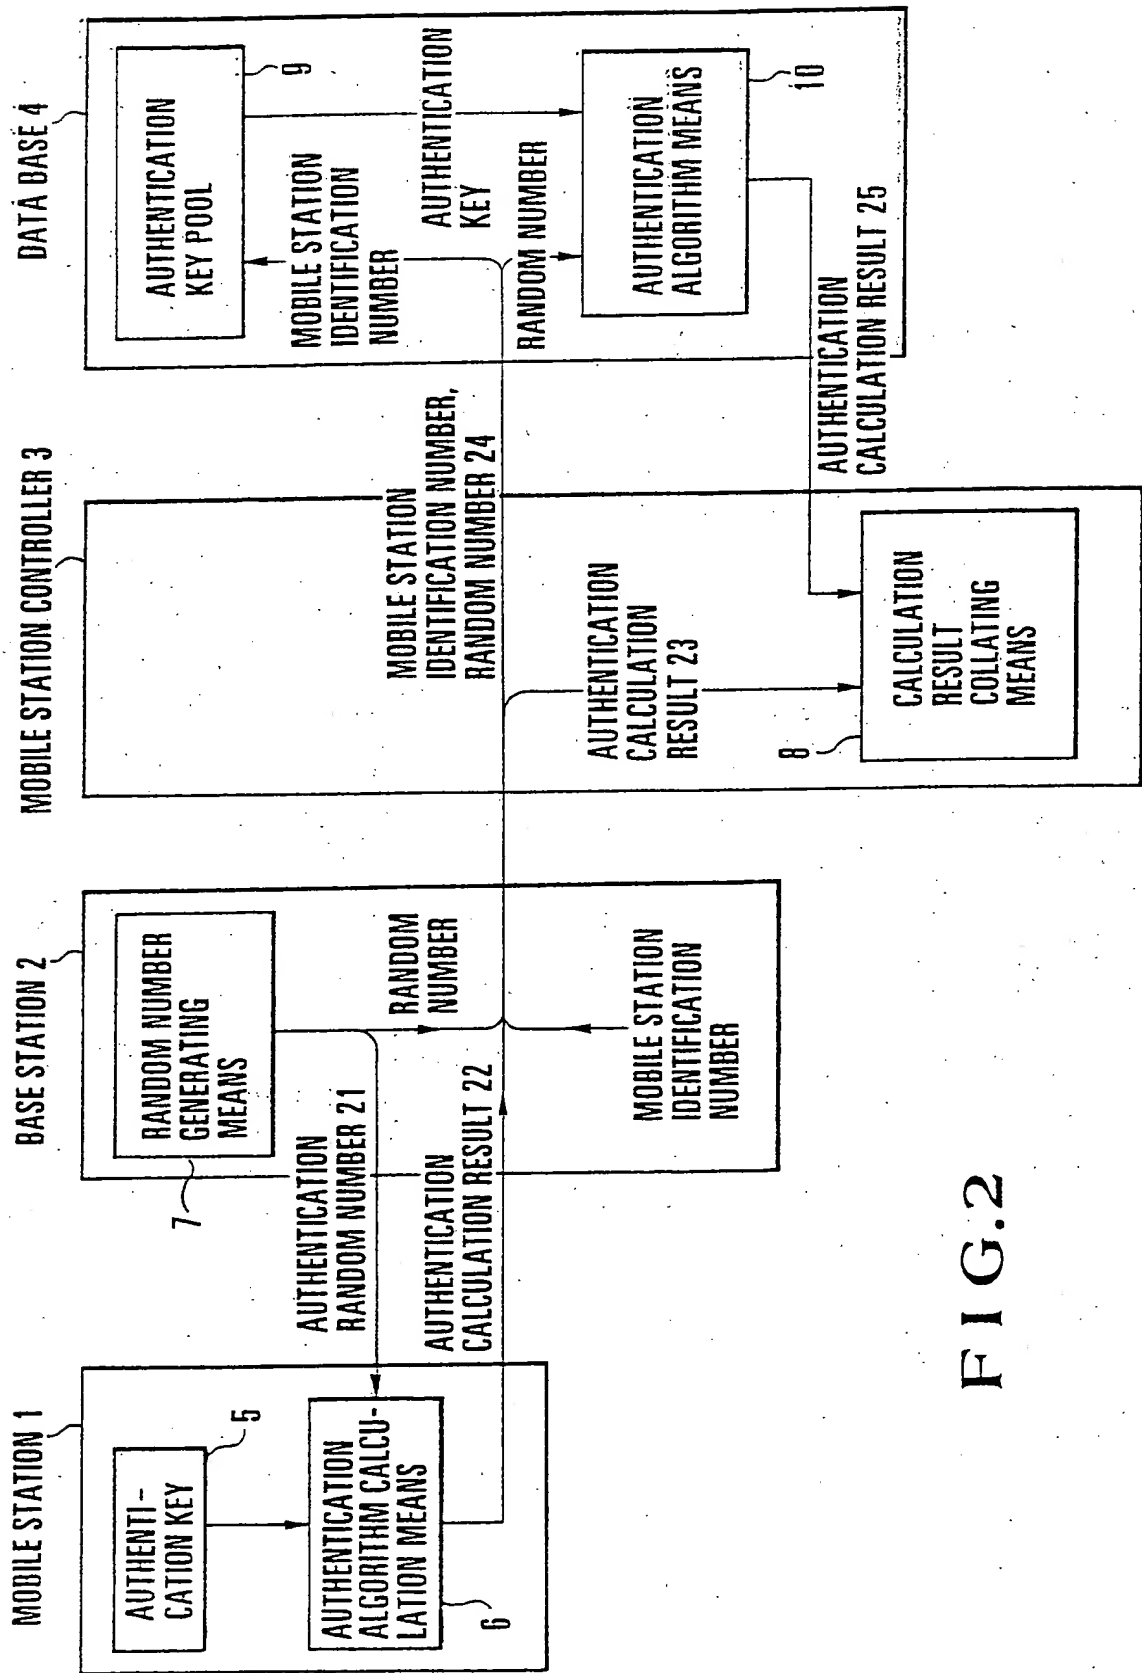 MOBILE STATION 1
AUTHENTI-
CATION KEY
5
AUTHENTICATION
ALGORITHM CALCU-
LATION MEANS
6
AUTHENTICATION
RANDOM NUMBER 21
AUTHENTICATION
CALCULATION RESULT 22
BASE STATION 2
RANDOM NUMBER
GENERATING
MEANS
7
RANDOM
NUMBER
MOBILE STATION
IDENTIFICATION
NUMBER
MOBILE STATION CONTROLLER 3
MOBILE STATION
IDENTIFICATION NUMBER,
RANDOM NUMBER 24
AUTHENTICATION
CALCULATION
RESULT 23
8
CALCULATION
RESULT
COLLATING
MEANS
DATA BASE 4
AUTHENTICATION
KEY POOL
9
MOBILE STATION
IDENTIFICATION
NUMBER
AUTHENTICATION
KEY
RANDOM NUMBER
AUTHENTICATION
ALGORITHM MEANS
10
AUTHENTICATION
CALCULATION RESULT 25
FIG.2